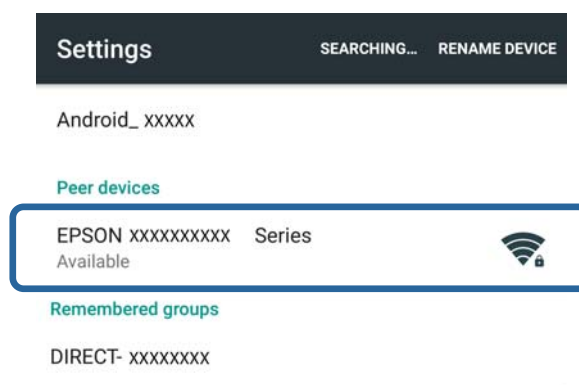 Settings SEARCHING... RENAME DEVICE
Android_ xxxxx
Peer devices
EPSON xxxxxxxxxx Series
Available
Remembered groups
DIRECT- xxxxxxxx